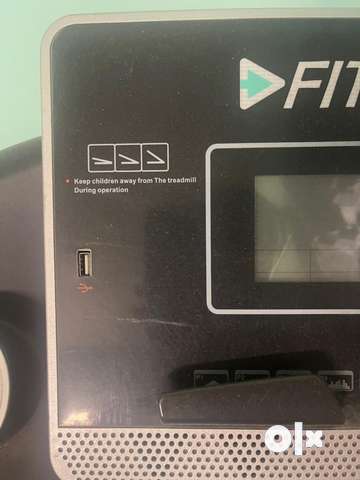 FIT
Keep children away from The treadmill
During operation
olx